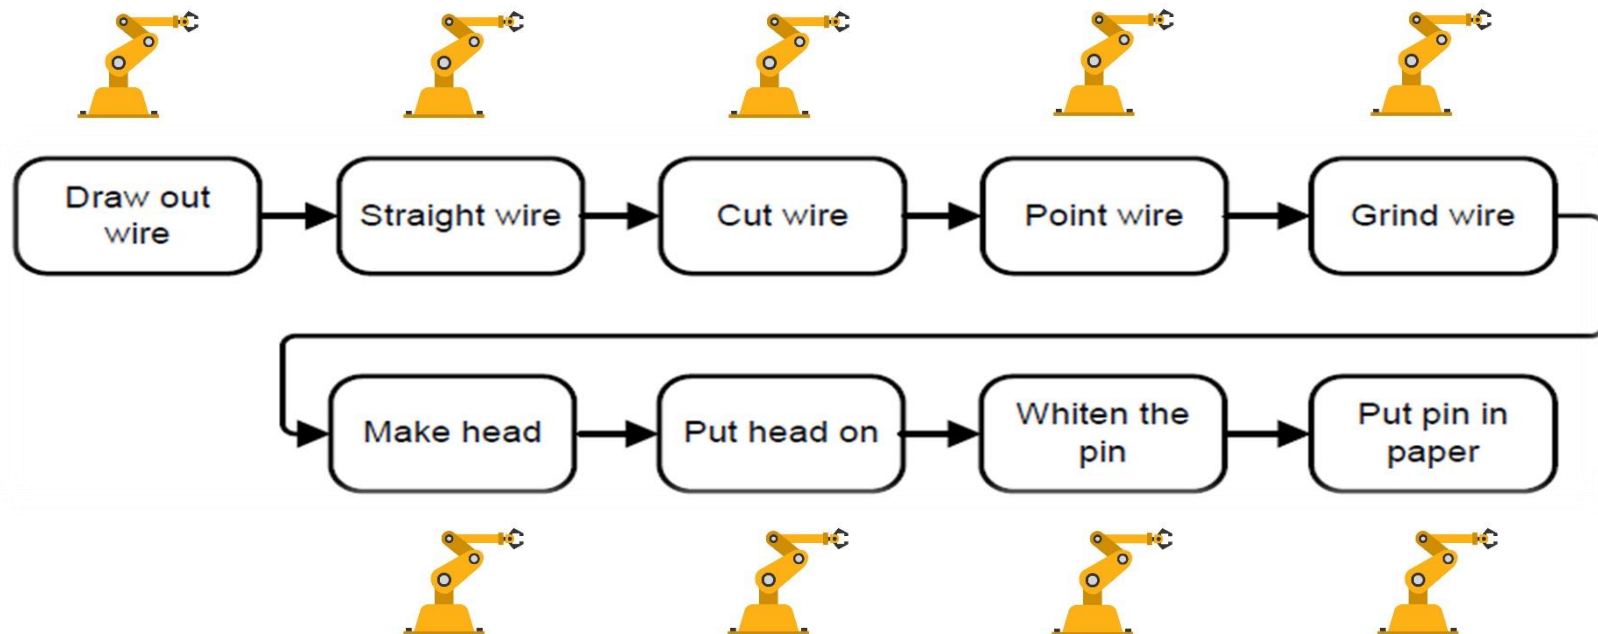 Draw out
wire
Straight wire
Cut wire
Point wire
Grind wire
Make head
Put head on
Whiten the
pin
Put pin in
paper